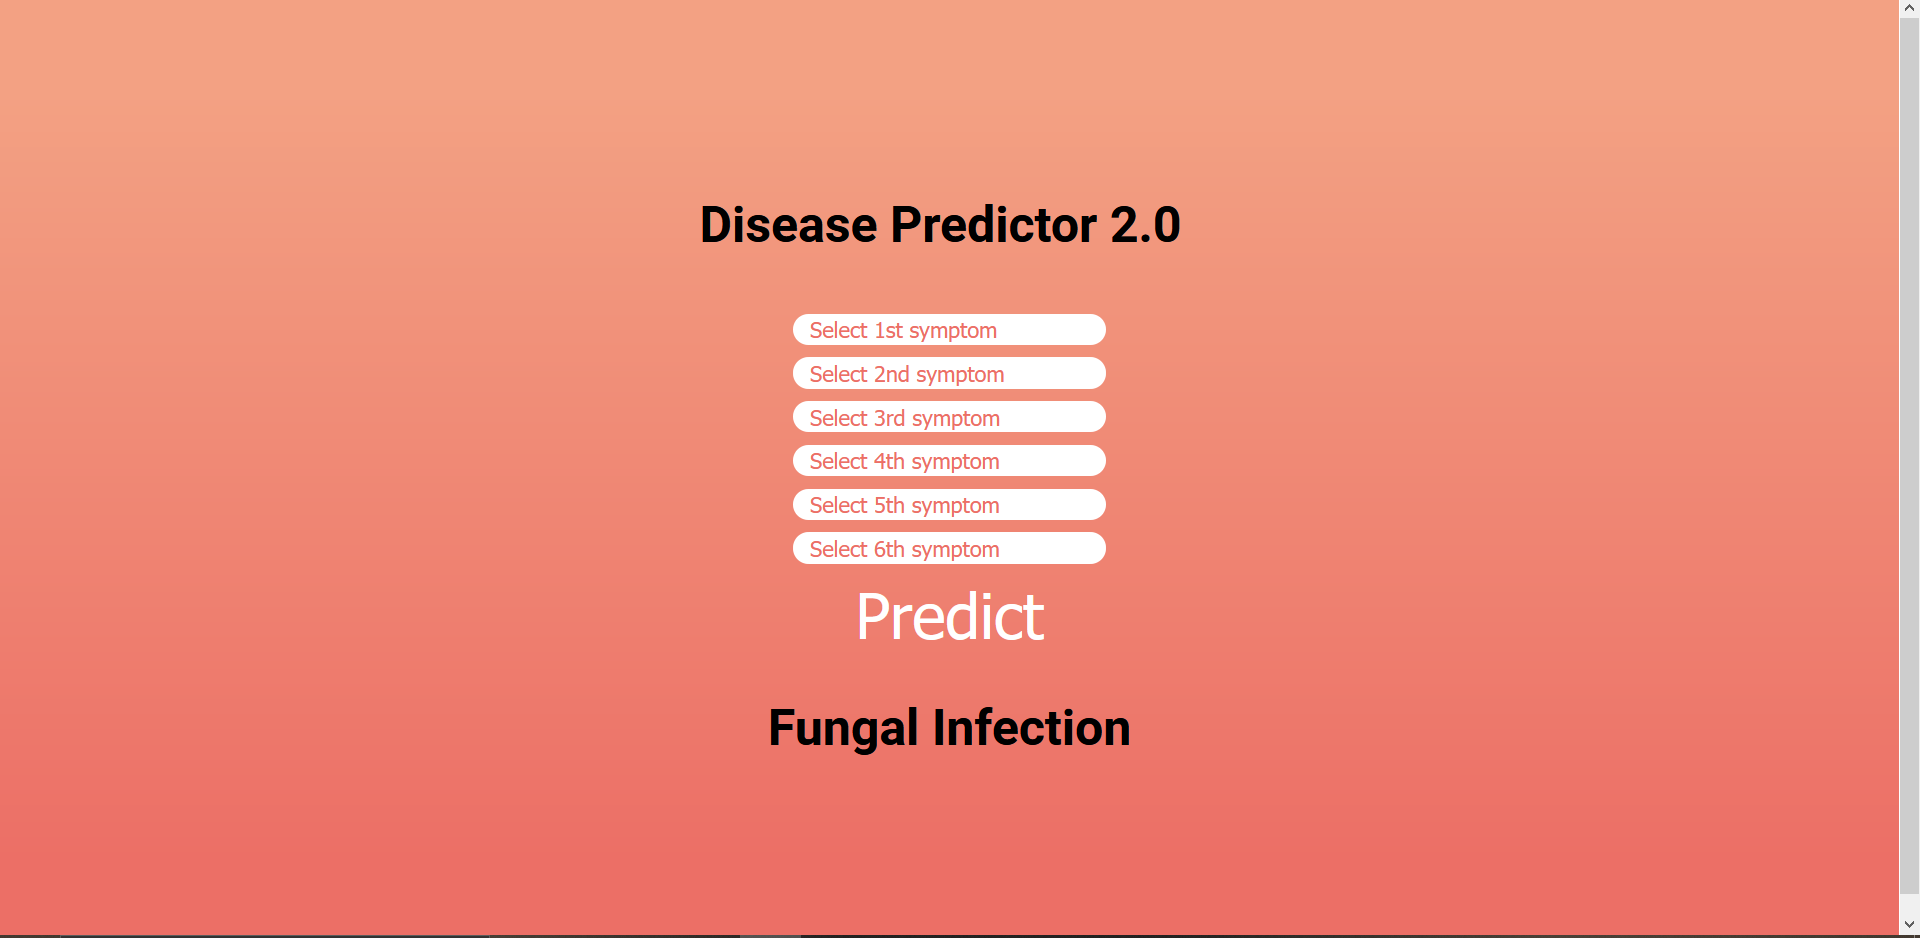 Disease Predictor 2.0
Select 1st symptom
Select 2nd symptom
Select 3rd symptom
Select 4th symptom
Select 5th symptom
Select 6th symptom
Predict
Fungal Infection